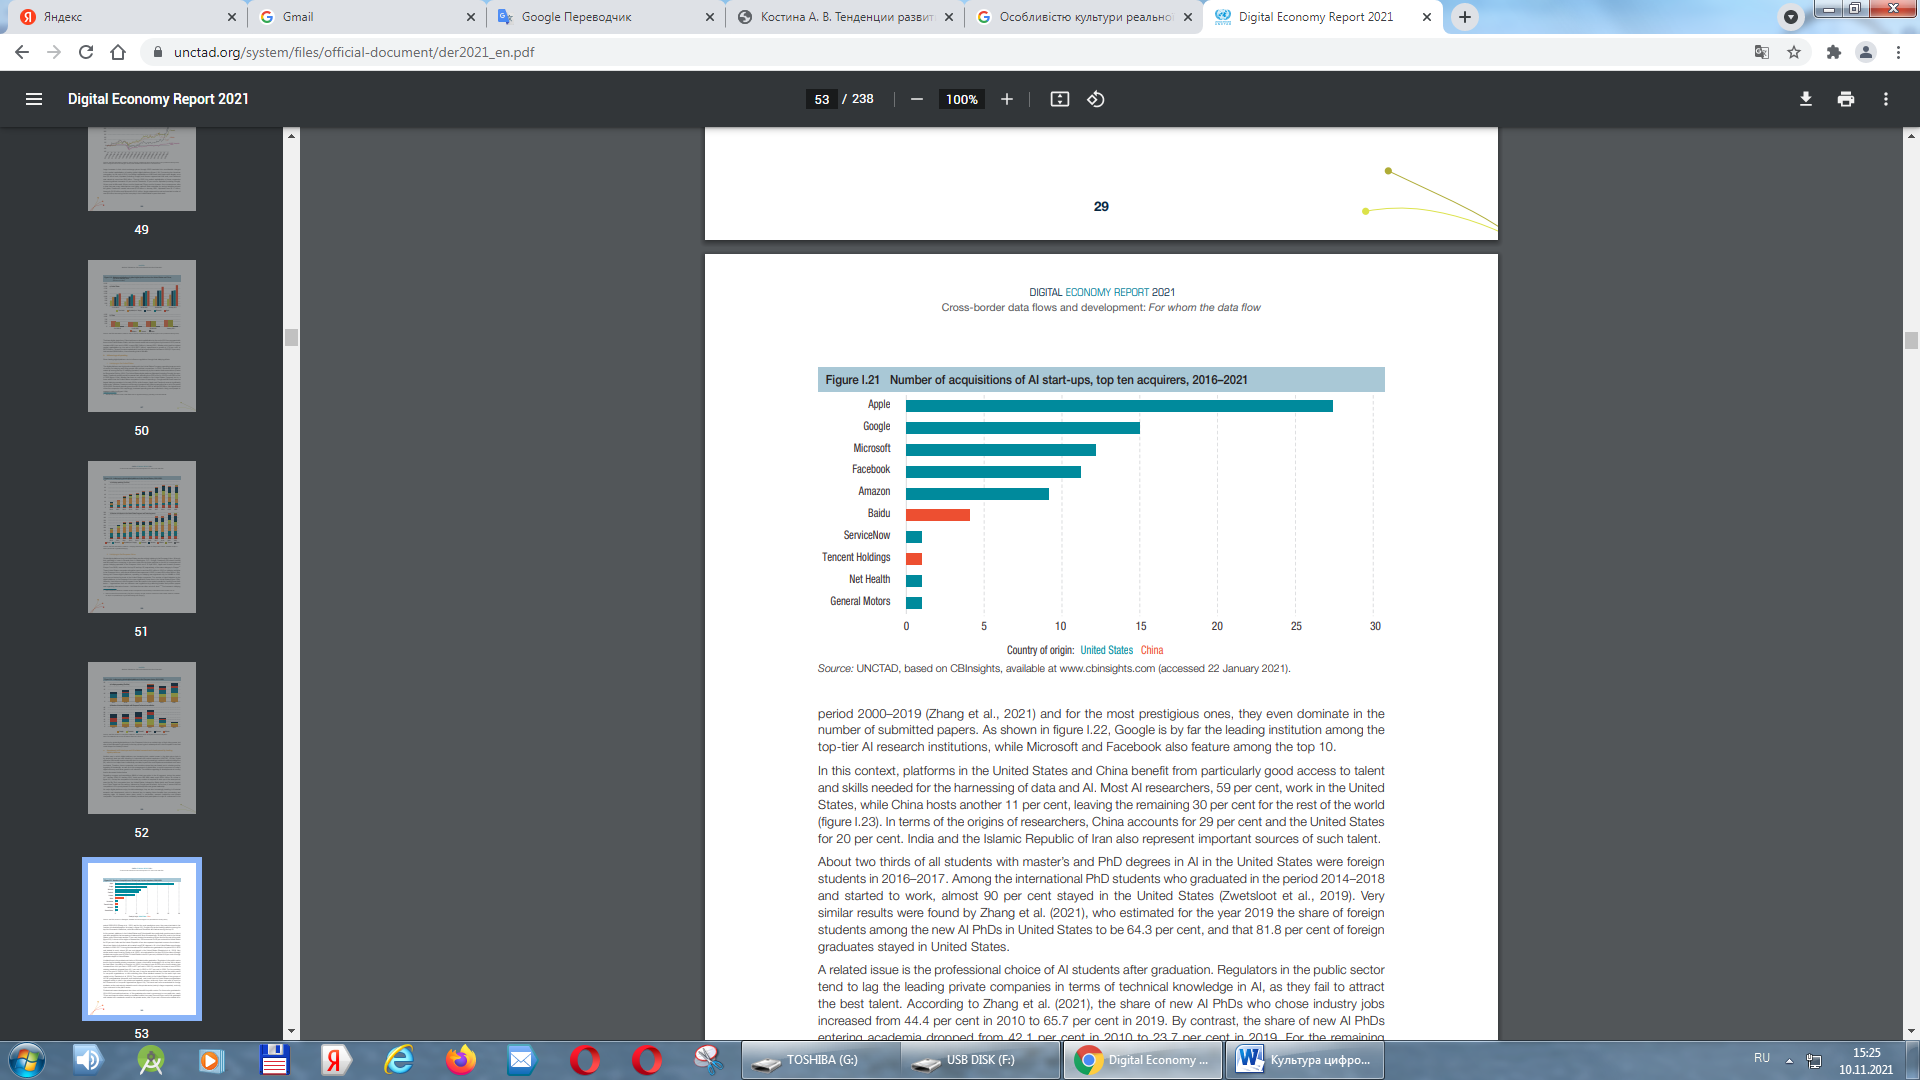 Яндекс
Gmail
Google Переводчик
Костина А. В. Тенденции развит
Особливістю культури реально
Digital Economy Report 2021
unctad.org/system/files/official-document/der2021_en.pdf
Digital Economy Report 2021
53 / 238
100%
49
50
51
52
53
29
DIGITAL ECONOMY REPORT 2021
Cross-border data flows and development: For whom the data flow
Figure I.21 Number of acquisitions of AI start-ups, top ten acquirers, 2016–2021
Apple
Google
Microsoft
Facebook
Amazon
Baidu
ServiceNow
Tencent Holdings
Net Health
General Motors
0 5 10 15 20 25 30
Country of origin: United States China
Source: UNCTAD, based on CBInsights, available at www.cbinsights.com (accessed 22 January 2021).
period 2000–2019 (Zhang et al., 2021) and for the most prestigious ones, they even dominate in the
number of submitted papers. As shown in figure I.22, Google is by far the leading institution among the
top-tier AI research institutions, while Microsoft and Facebook also feature among the top 10.
In this context, platforms in the United States and China benefit from particularly good access to talent
and skills needed for the harnessing of data and AI. Most AI researchers, 59 per cent, work in the United
States, while China hosts another 11 per cent, leaving the remaining 30 per cent for the rest of the world
(figure I.23). In terms of the origins of researchers, China accounts for 29 per cent and the United States
for 20 per cent. India and the Islamic Republic of Iran also represent important sources of such talent.
About two thirds of all students with master's and PhD degrees in AI in the United States were foreign
students in 2016–2017. Among the international PhD students who graduated in the period 2014–2018
and started to work, almost 90 per cent stayed in the United States (Zwetsloot et al., 2019). Very
similar results were found by Zhang et al. (2021), who estimated for the year 2019 the share of foreign
students among the new AI PhDs in United States to be 64.3 per cent, and that 81.8 per cent of foreign
graduates stayed in United States.
A related issue is the professional choice of AI students after graduation. Regulators in the public sector
tend to lag the leading private companies in terms of technical knowledge in AI, as they fail to attract
the best talent. According to Zhang et al. (2021), the share of new AI PhDs who chose industry jobs
increased from 44.4 per cent in 2010 to 65.7 per cent in 2019. By contrast, the share of new AI PhDs
entering academia dropped from 42.1 per cent in 2010 to 23.7 per cent in 2019. For the remaining
TOSHIBA (G:)
USB DISK (F:)
Digital Economy ...
Культура цифро...
RU
15:25
10.11.2021